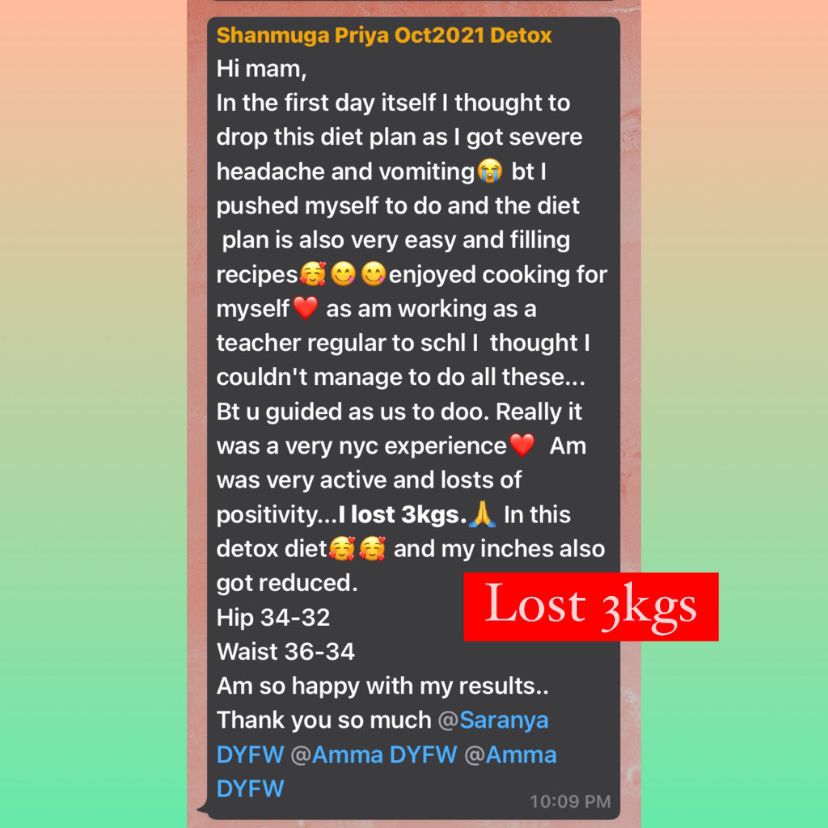 Shanmuga Priya Oct2021 Detox
Hi mam,
In the first day itself I thought to
drop this diet plan as I got severe
headache and vomiting😭 bt I
pushed myself to do and the diet
plan is also very easy and filling
recipes🥰😋😋enjoyed cooking for
myself❤️ as am working as a
teacher regular to schl I thought I
couldn't manage to do all these...
Bt u guided as us to doo. Really it
was a very nyc experience❤️ Am
was very active and losts of
positivity...I lost 3kgs.🙏 In this
detox diet🥰🥰 and my inches also
got reduced.
Lost 3kgs
Hip 34-32
Waist 36-34
Am so happy with my results..
Thank you so much @Saranya
DYFW @Amma DYFW @Amma
DYFW
10:09 PM